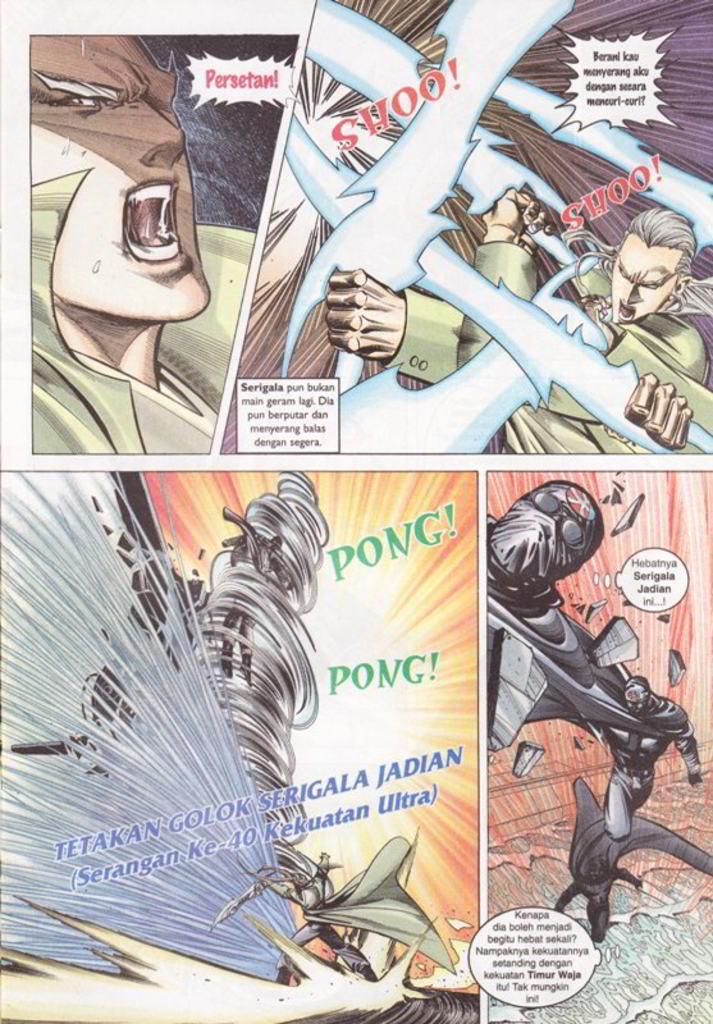 Persetan!
SHOO!
Berani kau
menyerang aku
dengan secara
mencuri-curi?
SHOO!
Serigala pun bukan
main geram lagi. Dia
pun berputar dan
menyerang balas
dengan segera.
PONG!
PONG!
TETAKAN GOLOK SERIGALA JADIAN
(Serangan Ke-40 Kekuatan Ultra)
Hebatnya
Serigala
Jadian
ini...!
Kenapa
dia boleh menjadi
begitu hebat sekali?
Nampaknya kekuatannya
setanding dengan
kekuatan Timur Waja
itu! Tak mungkin
ini!